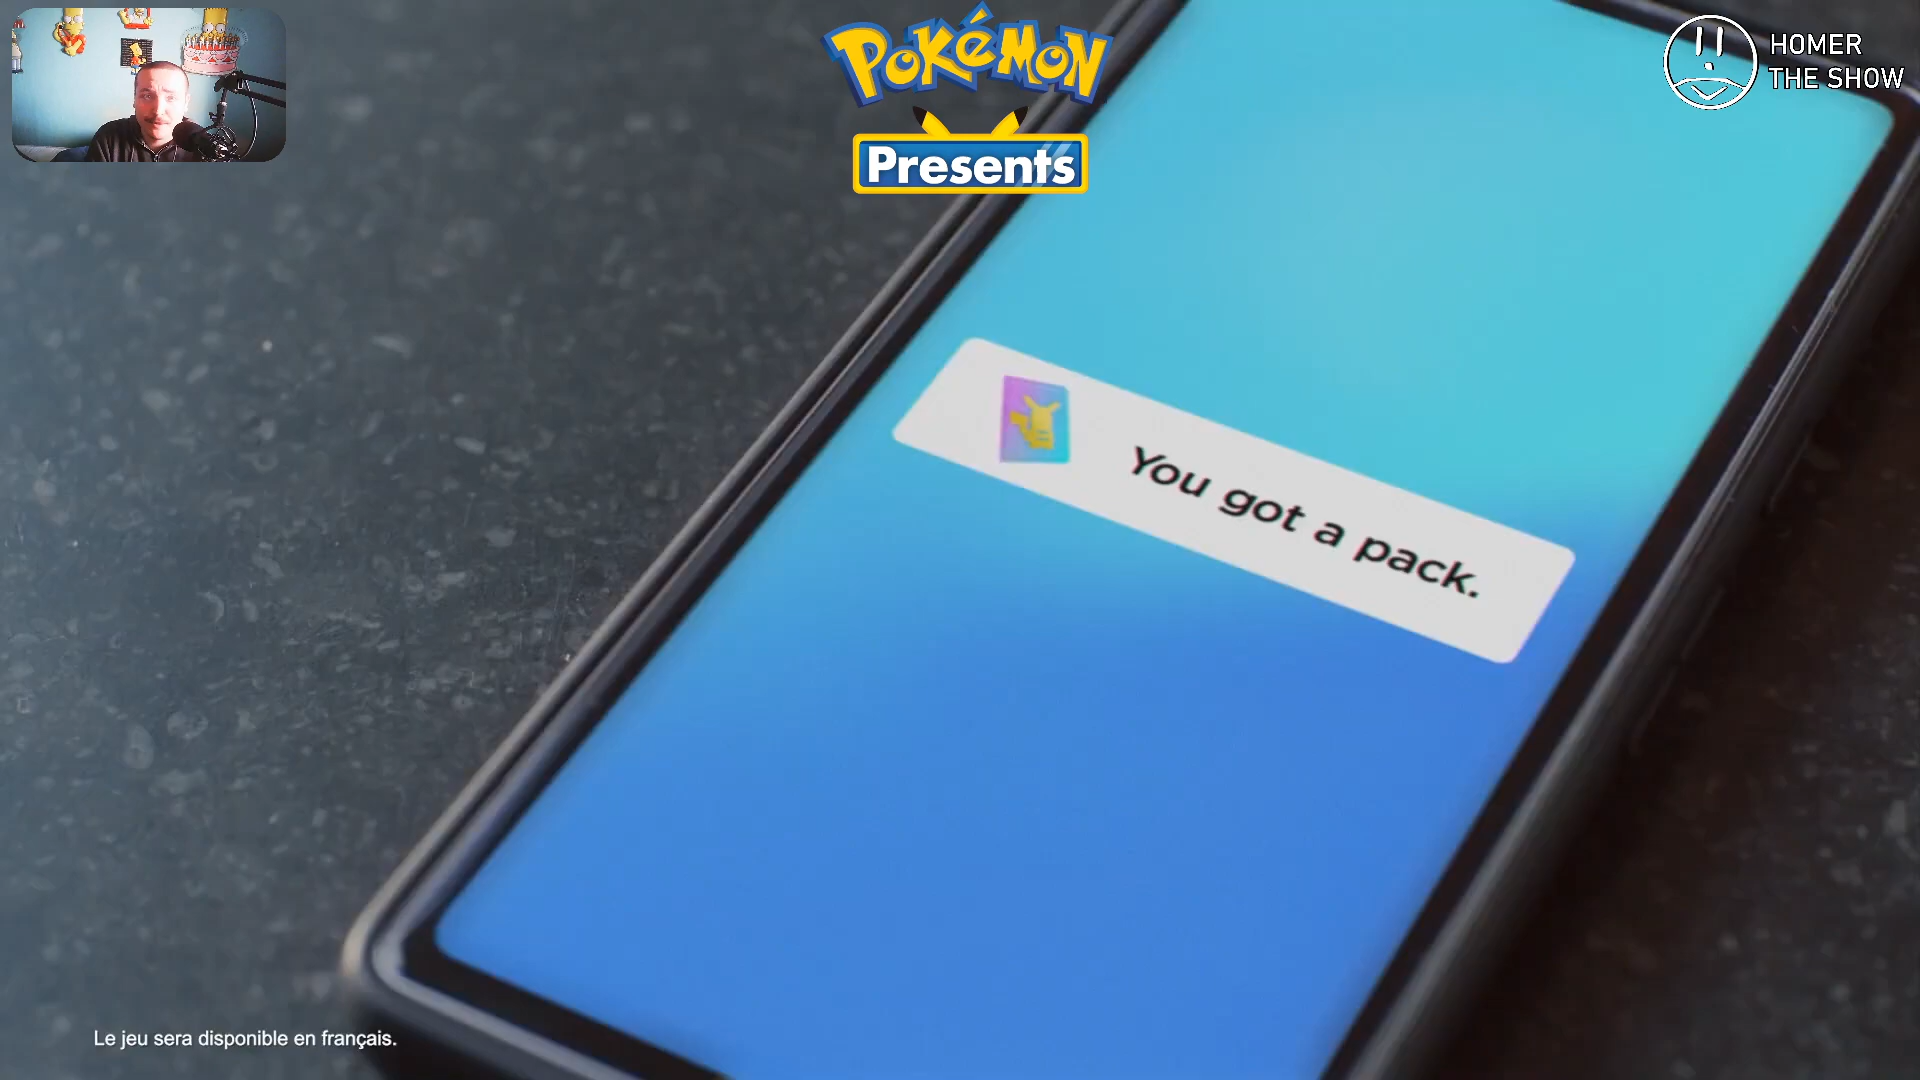 POKéMON
Presents
HOMER
THE SHOW
You got a pack.
Le jeu sera disponible en français.